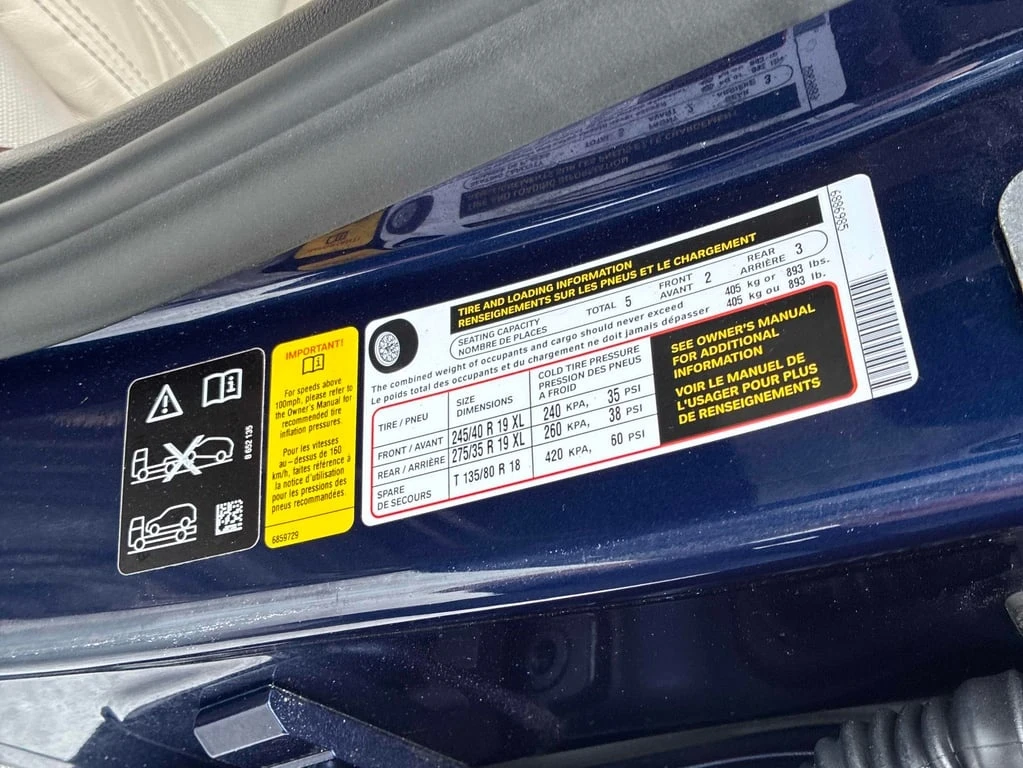 8 652 135
IMPORTANT!
For speeds above
100mph, please refer to
the Owner's Manual for
recommended tire
inflation pressures.
Pour les vitesses
au-dessus de 160
km/h, faites référence à
la notice d'utilisation
pour les pressions des
pneus recommandées.
6859729
TIRE AND LOADING INFORMATION
RENSEIGNEMENTS SUR LES PNEUS ET LE CHARGEMENT
SEATING CAPACITY
NOMBRE DE PLACES
TOTAL 5
FRONT
AVANT 2
REAR
ARRIÈRE 3
The combined weight of occupants and cargo should never exceed 405 kg or 893 lbs.
Le poids total des occupants et du chargement ne doit jamais dépasser 405 kg ou 893 lb.
TIRE / PNEU
SIZE
DIMENSIONS
COLD TIRE PRESSURE
PRESSION DES PNEUS
A FROID
FRONT / AVANT 245/40 R 19 XL 240 KPA, 35 PSI
REAR / ARRIÈRE 275/35 R 19 XL 260 KPA, 38 PSI
SPARE
DE SECOURS
T 135/80 R 18 420 KPA, 60 PSI
SEE OWNER'S MANUAL
FOR ADDITIONAL
INFORMATION
VOIR LE MANUEL DE
L'USAGER POUR PLUS
DE RENSEIGNEMENTS
6886985